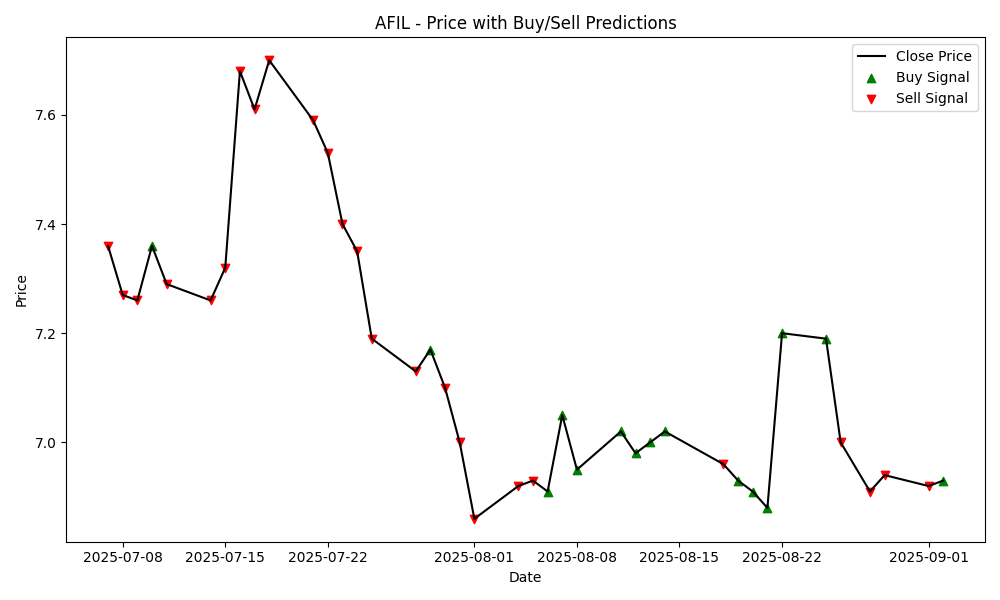 AFIL - Price with Buy/Sell Predictions
Close Price
Buy Signal
Sell Signal
7.6
7.4
7.2
7.0
Price
2025-07-08
2025-07-15
2025-07-22
2025-08-01
2025-08-08
2025-08-15
2025-08-22
2025-09-01
Date